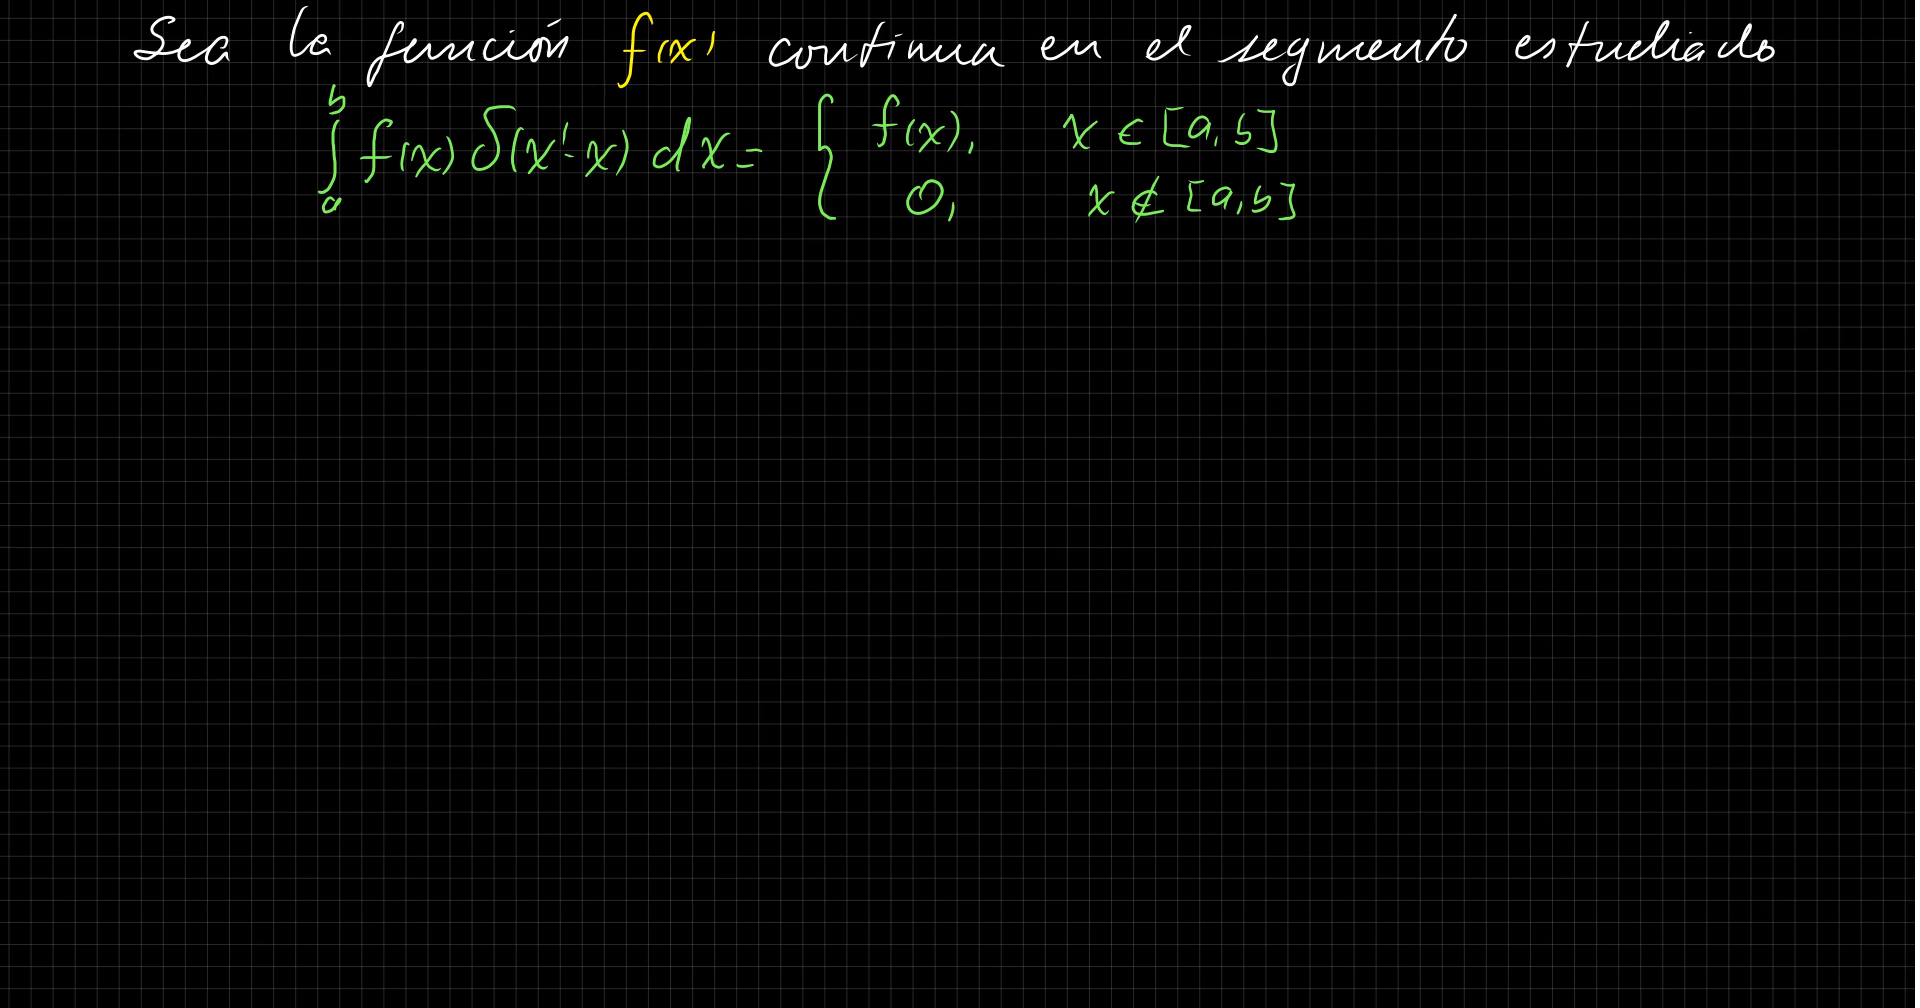 Sea la función f(x) continua en el segmento estudiado
∫ₐᵇ f(x) δ(x'-x) dx = { f(x), x ∈ [a,b]
0, x ∉ [a,b]